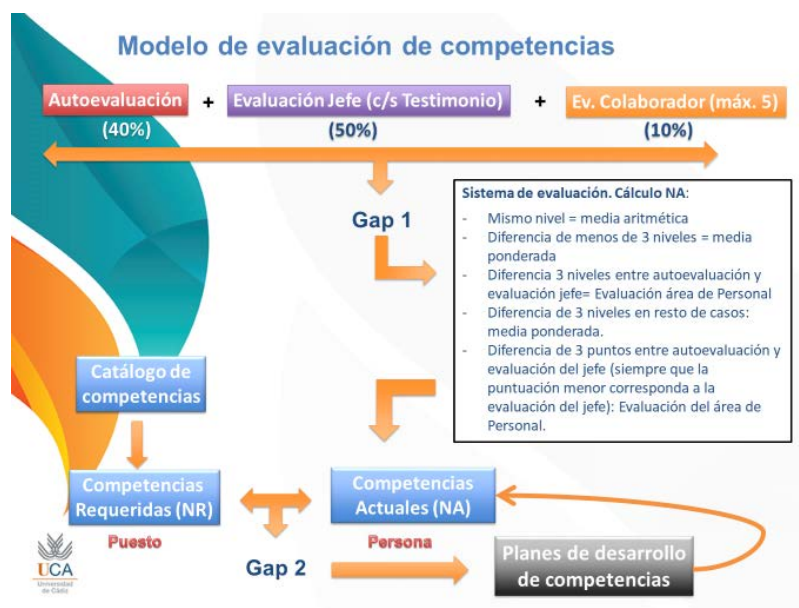 Modelo de evaluación de competencias
Autoevaluación + Evaluación Jefe (c/s Testimonio) + Ev. Colaborador (máx. 5)
(40%) (50%) (10%)
Gap 1
Sistema de evaluación. Cálculo NA:
- Mismo nivel = media aritmética
- Diferencia de menos de 3 niveles = media
ponderada
- Diferencia 3 niveles entre autoevaluación y
evaluación jefe= Evaluación área de Personal
- Diferencia de 3 niveles en resto de casos:
media ponderada.
- Diferencia de 3 puntos entre autoevaluación y
evaluación del jefe (siempre que la
puntuación menor corresponda a la
evaluación del jefe): Evaluación del área de
Personal.
Catálogo de
competencias
Competencias
Requeridas (NR)
Puesto
Competencias
Actuales (NA)
Persona
Gap 2
Planes de desarrollo
de competencias
UCA
Universidad
de Cádiz